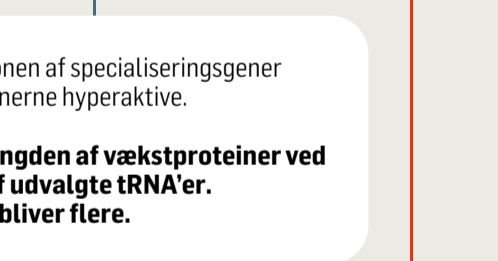 onen af specialiseringsgener
nerne hyperaktive.
ngden af vækstproteiner ved
f udvalgte tRNA’er.
bliver flere.